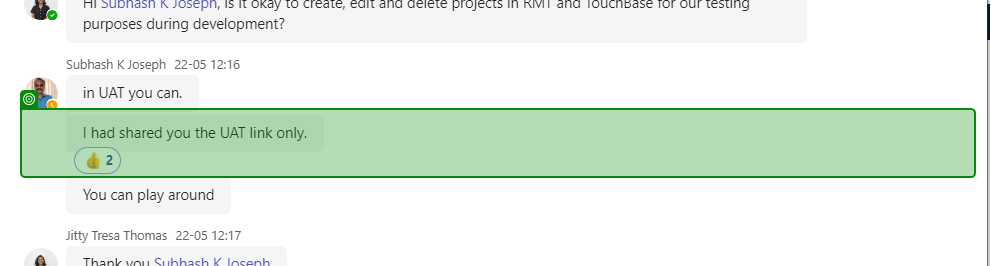 Hi Subhash K Joseph, is it okay to create, edit and delete projects in RMT and TouchBase for our testing
purposes during development?
Subhash K Joseph 22-05 12:16
in UAT you can.
I had shared you the UAT link only.
👍 2
You can play around
Jitty Tresa Thomas 22-05 12:17
Thank you Subhash K Joseph